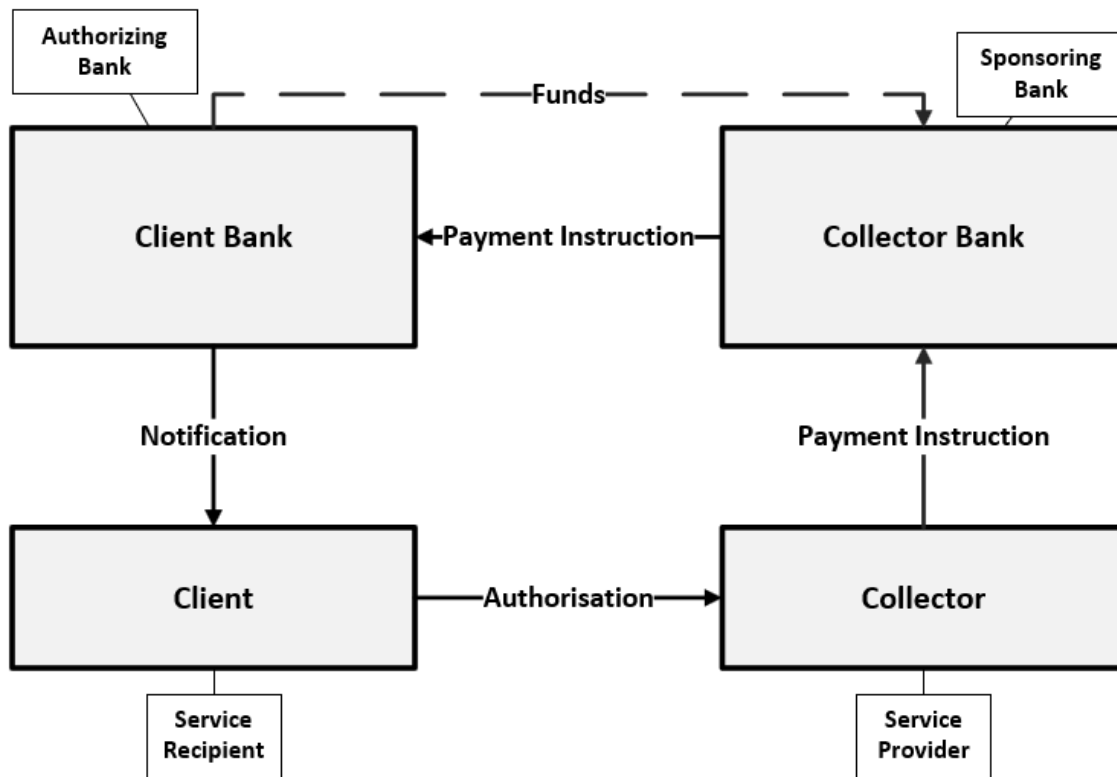 Authorizing
Bank
Sponsoring
Bank
Funds
Client Bank
Payment Instruction
Collector Bank
Notification
Payment Instruction
Client
Authorisation
Collector
Service
Recipient
Service
Provider